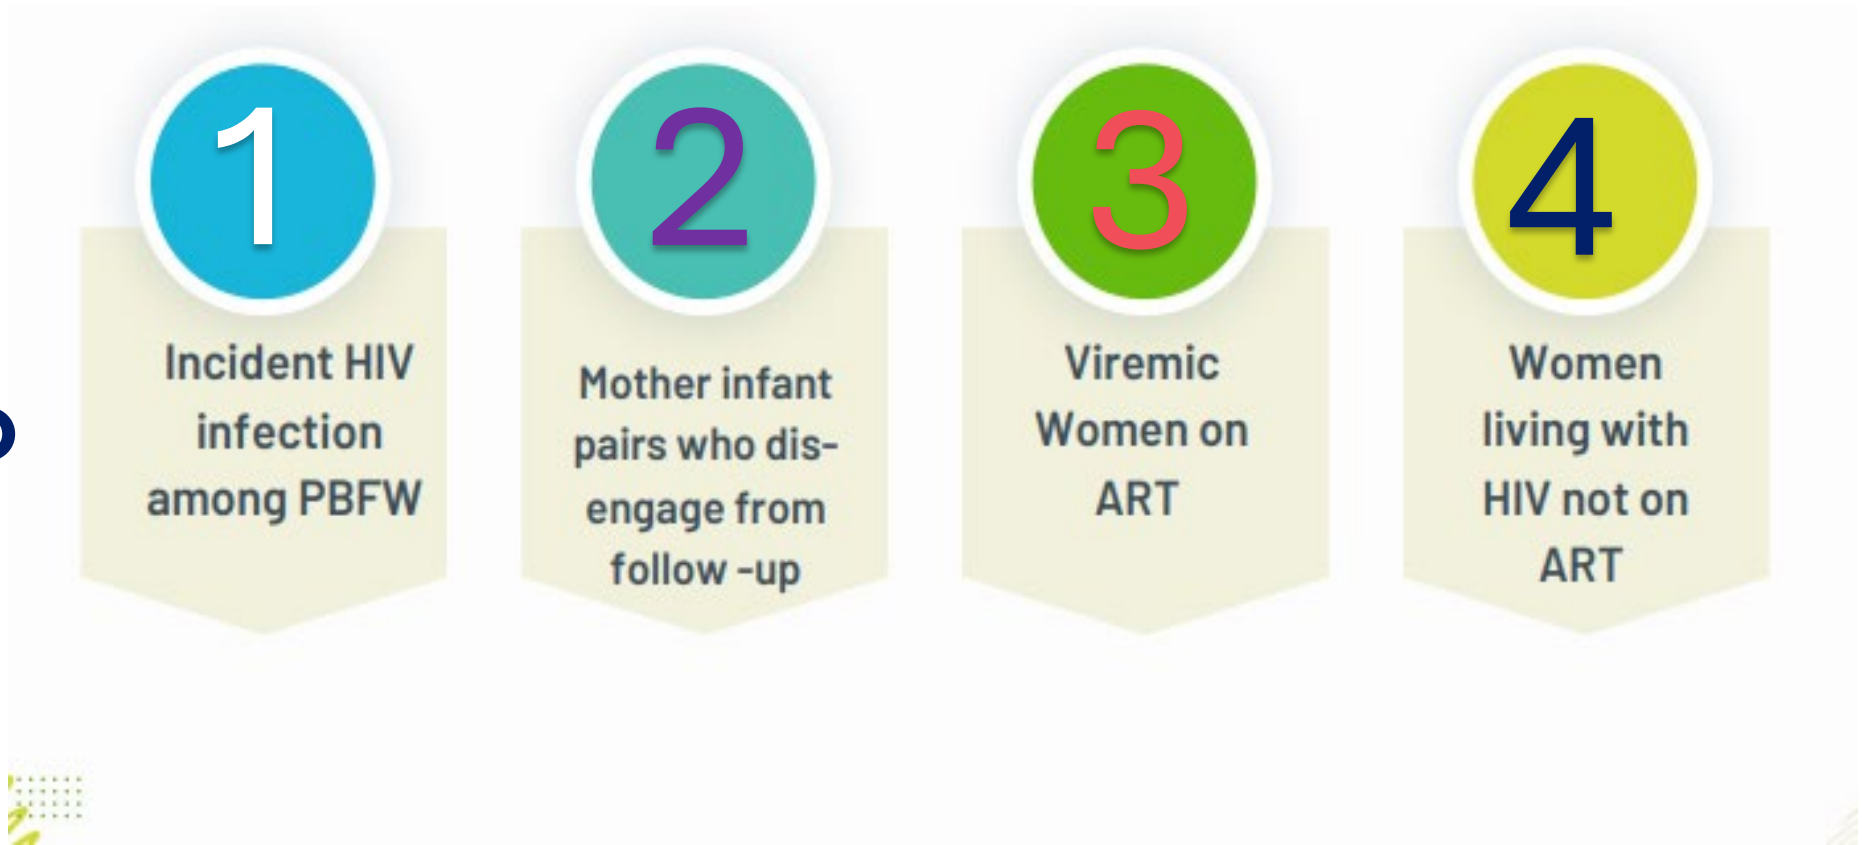 1
Incident HIV
infection
among PBFW
2
Mother infant
pairs who dis-
engage from
follow -up
3
Viremic
Women on
ART
4
Women
living with
HIV not on
ART